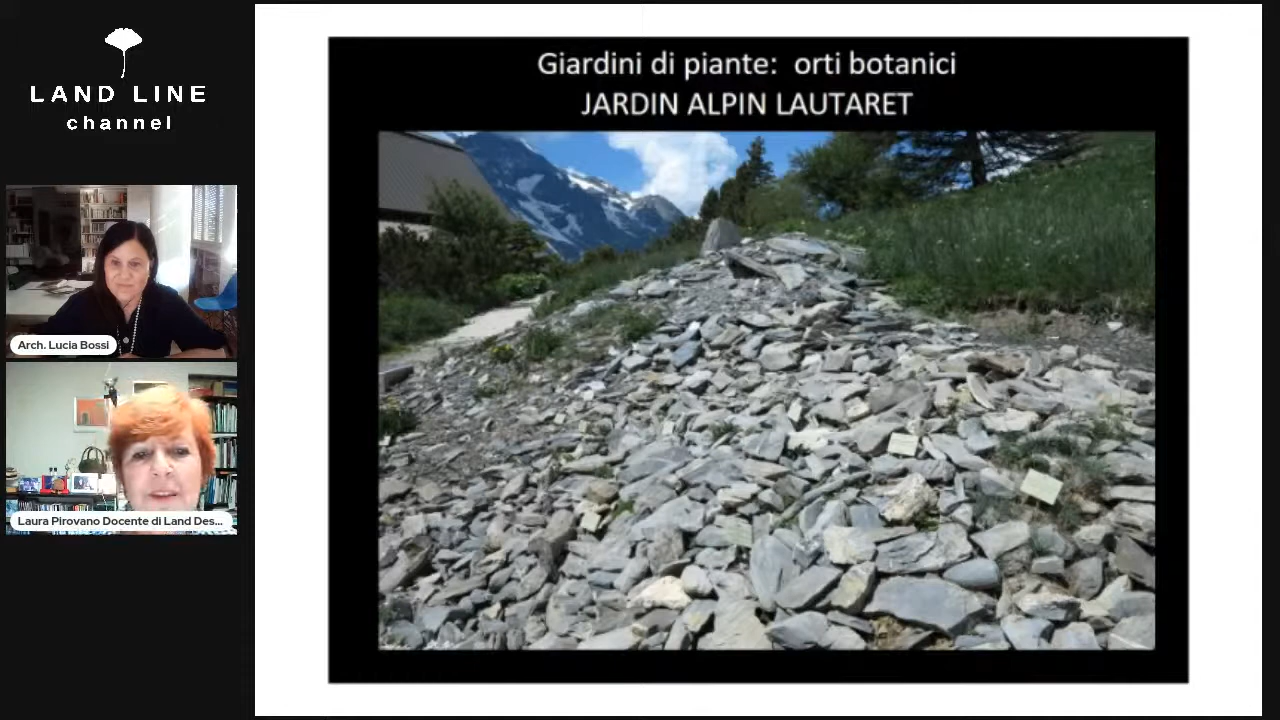 LAND LINE
channel
Arch. Lucia Bossi
Laura Pirovano Docente di Land Des...
Giardini di piante: orti botanici
JARDIN ALPIN LAUTARET